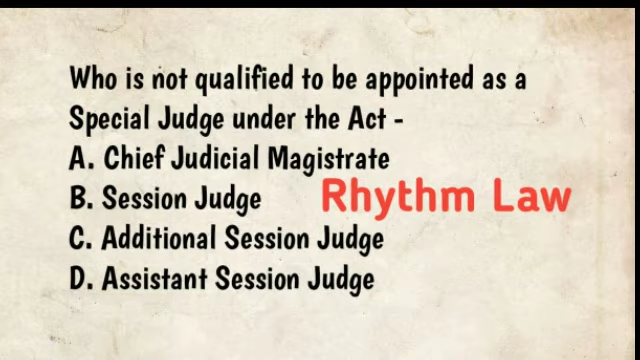 Who is not qualified to be appointed as a
Special Judge under the Act -
A. Chief Judicial Magistrate
B. Session Judge
Rhythm Law
C. Additional Session Judge
D. Assistant Session Judge